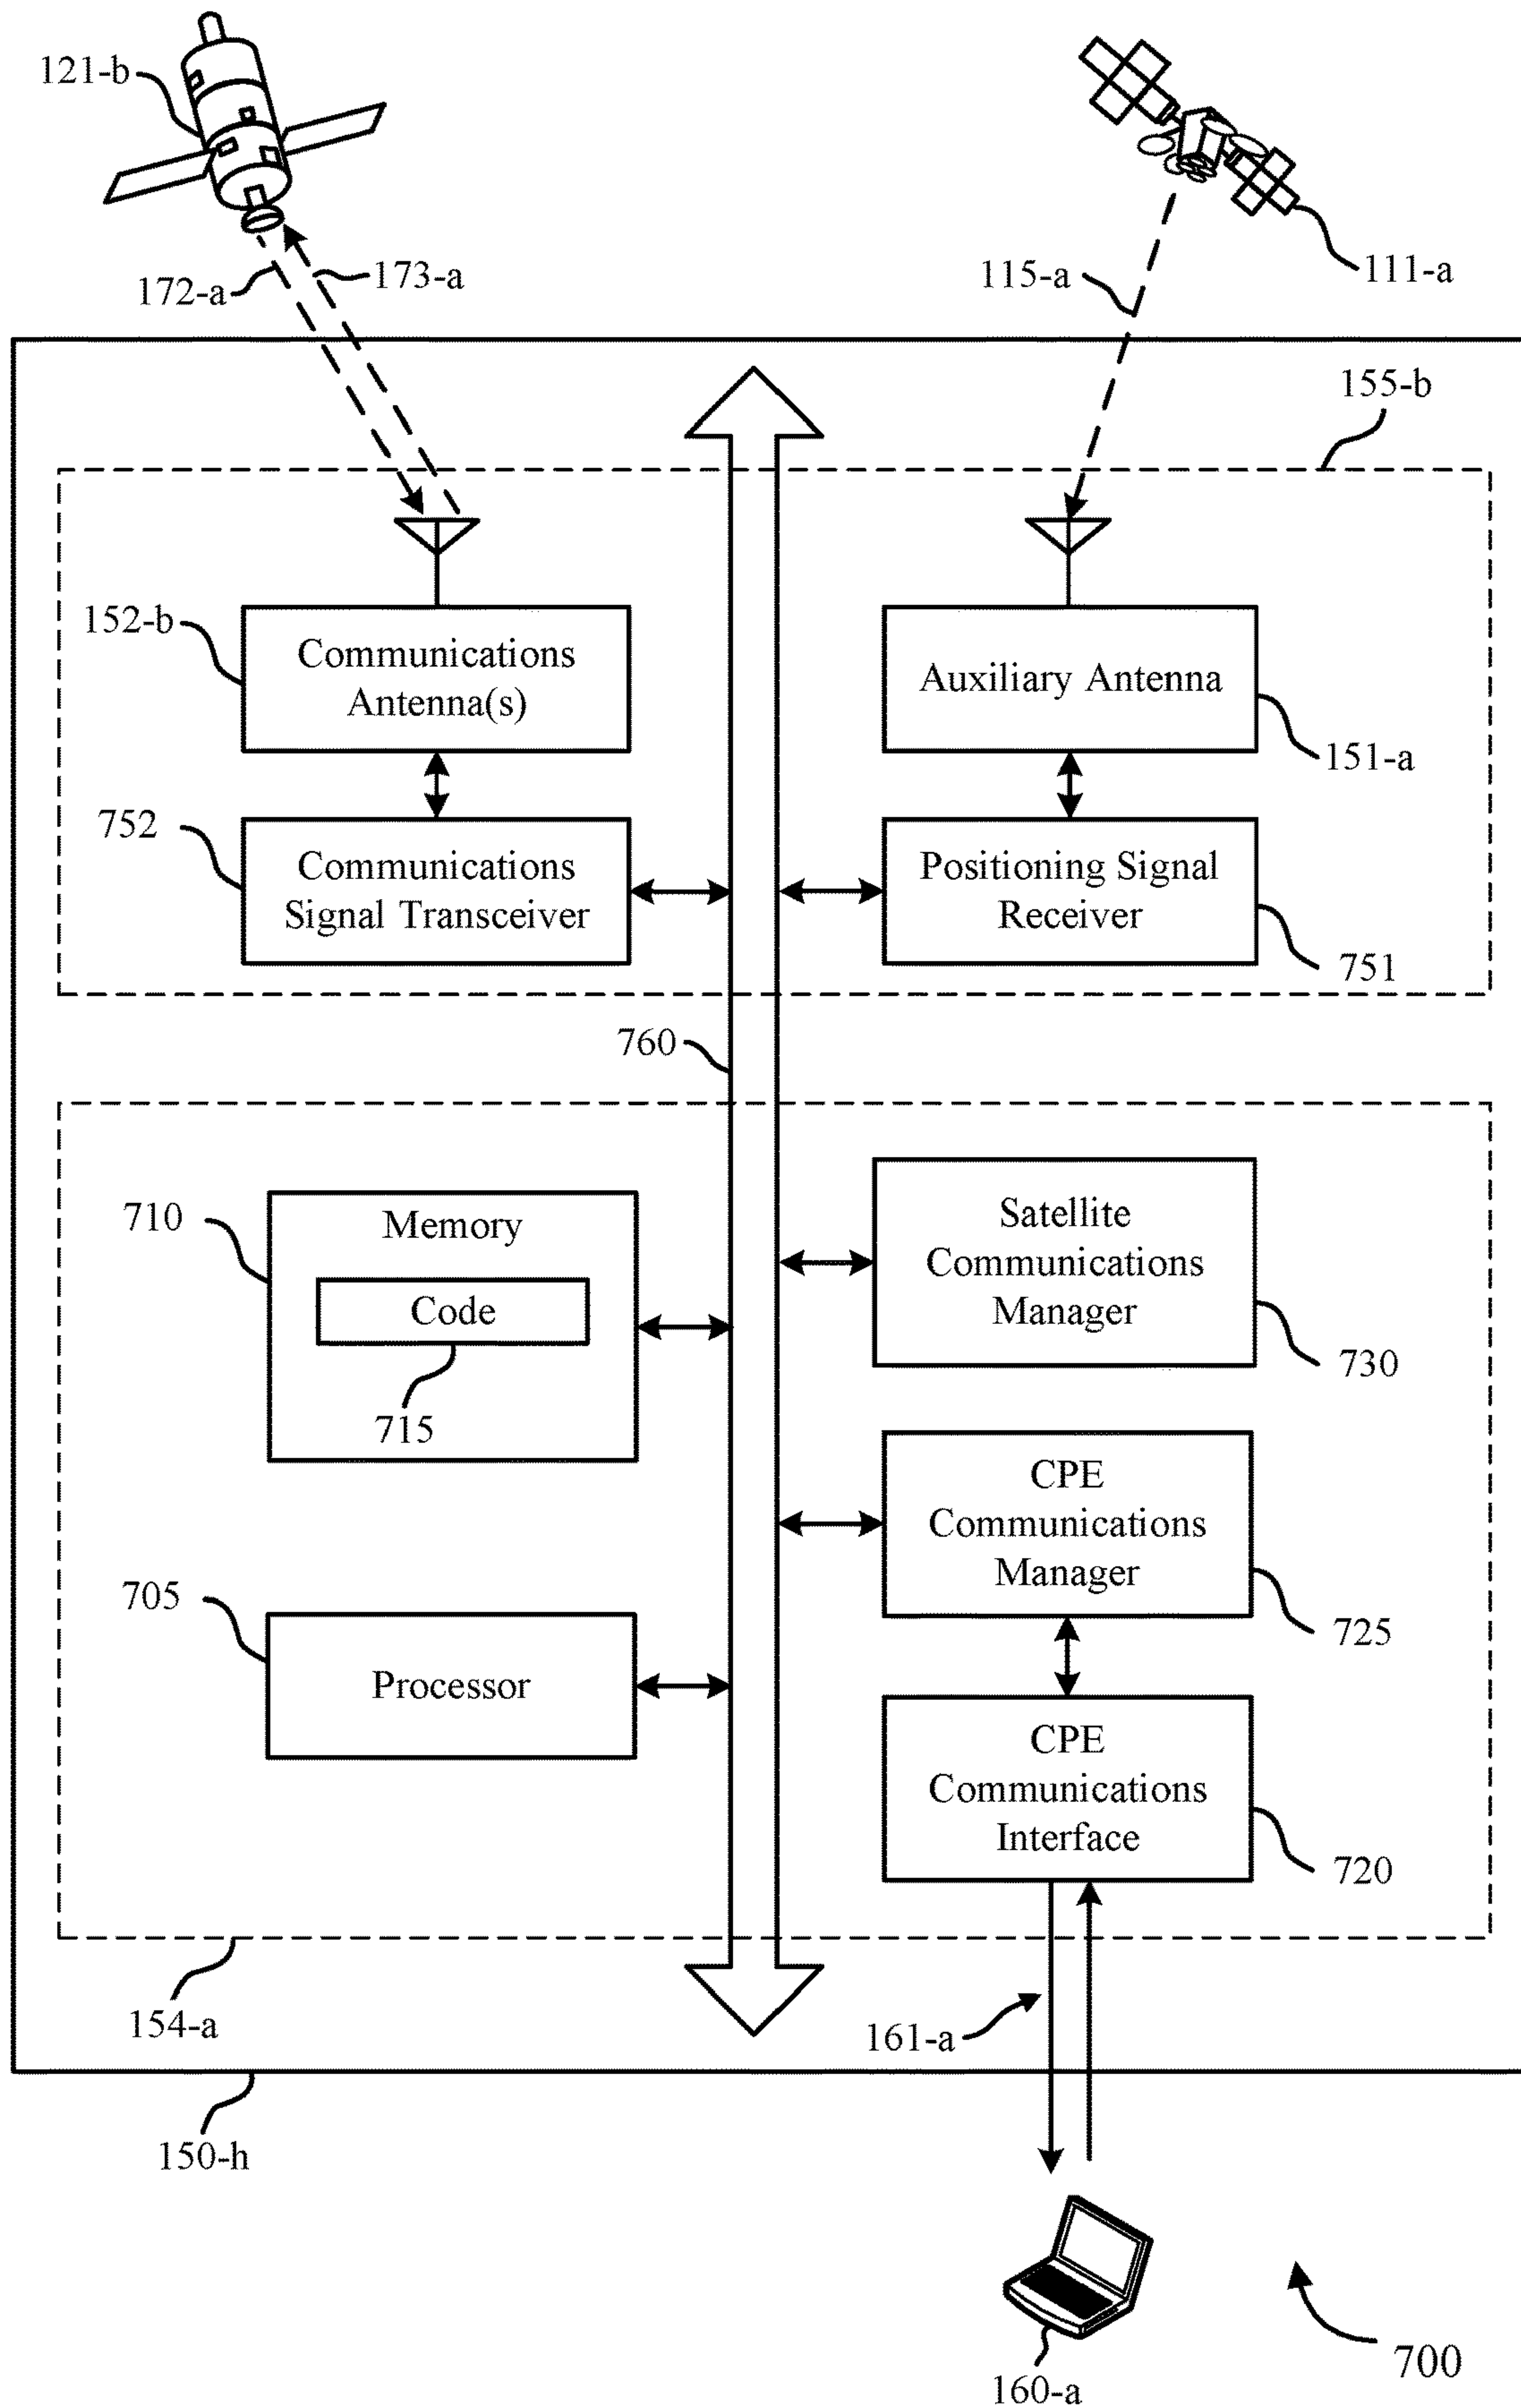 121-b
172-a
173-a
115-a
111-a
155-b
152-b
Communications
Antenna(s)
Auxiliary Antenna
151-a
752
Communications
Signal Transceiver
Positioning Signal
Receiver
751
760
710
Memory
Code
715
Satellite
Communications
Manager
730
CPE
Communications
Manager
725
705
Processor
CPE
Communications
Interface
720
154-a
161-a
150-h
160-a
700